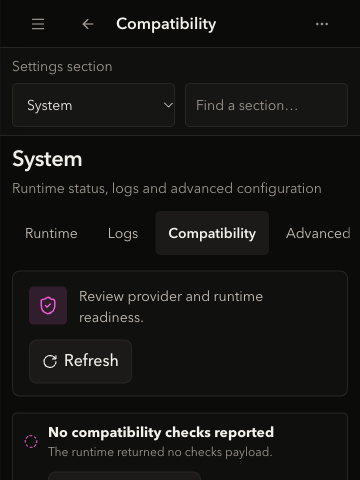 Compatibility
Settings section
System
Find a section…
System
Runtime status, logs and advanced configuration
Runtime
Logs
Compatibility
Advanced
Review provider and runtime
readiness.
Refresh
No compatibility checks reported
The runtime returned no checks payload.